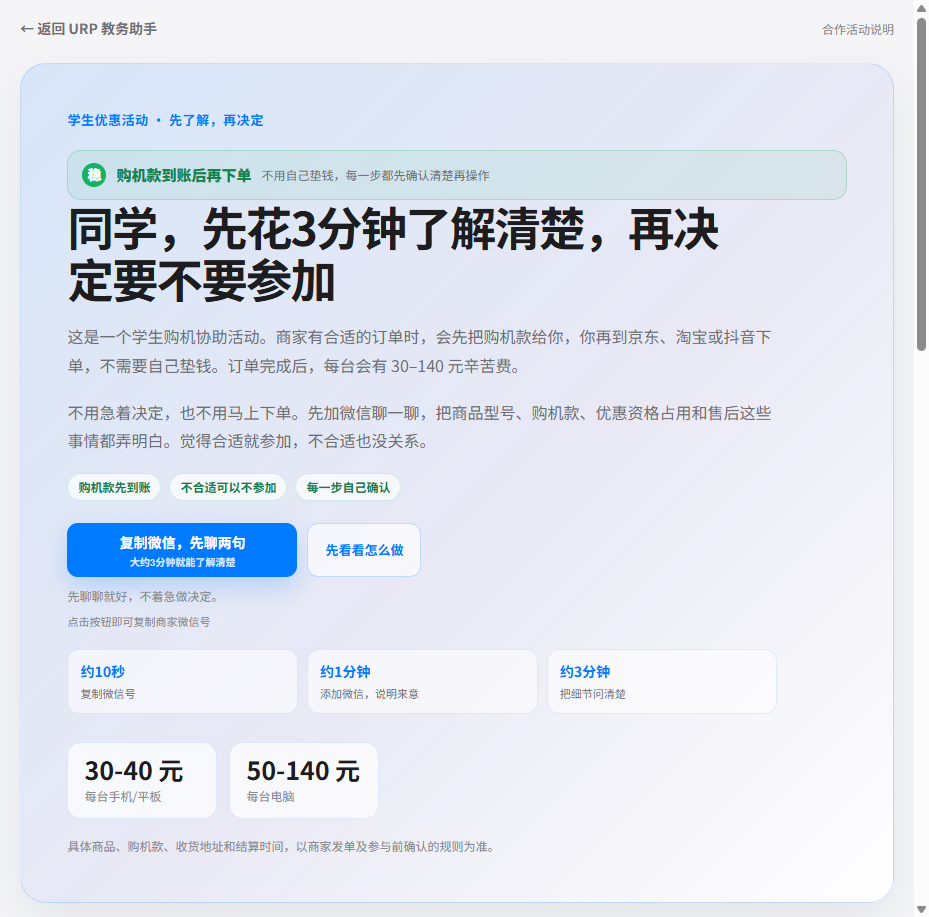 ← 返回 URP 教务助手
合作活动说明
学生优惠活动 · 先了解，再决定
稳 购机款到账后再下单 不用自己垫钱，每一步都先确认清楚再操作
同学，先花3分钟了解清楚，再决
定要不要参加
这是一个学生购机协助活动。商家有合适的订单时，会先把购机款给你，你再到京东、淘宝或抖音下
单，不需要自己垫钱。订单完成后，每台会有 30–140 元辛苦费。
不用急着决定，也不用马上下单。先加微信聊一聊，把商品型号、购机款、优惠资格占用和售后这些
事情都弄明白。觉得合适就参加，不合适也没关系。
购机款先到账 不合适可以不参加 每一步自己确认
复制微信，先聊两句
大约3分钟就能了解清楚
先看看怎么做
先聊聊就好，不着急做决定。
点击按钮即可复制商家微信号
约10秒
复制微信号
约1分钟
添加微信，说明来意
约3分钟
把细节问清楚
30-40 元
每台手机/平板
50-140 元
每台电脑
具体商品、购机款、收货地址和结算时间，以商家发单及参与前确认的规则为准。